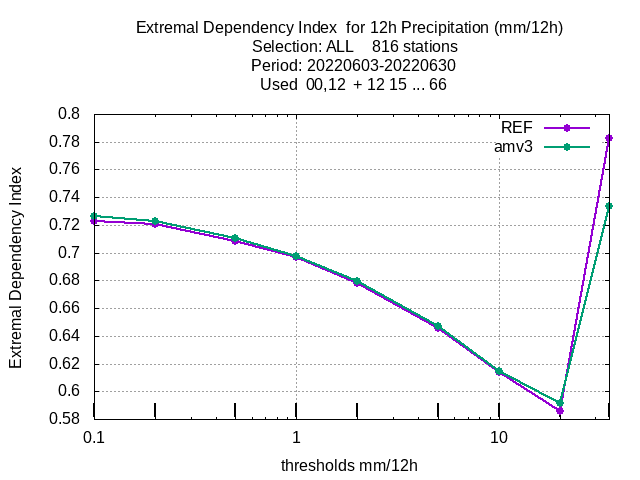 Extremal Dependency Index  for 12h Precipitation (mm/12h)
Selection: ALL    816 stations
Period: 20220603-20220630
Used  00,12  + 12 15 ... 66
REF
amv3
0.8
0.78
0.76
0.74
0.72
0.7
0.68
0.66
0.64
0.62
0.6
0.58
Extremal Dependency Index
0.1
1
10
thresholds mm/12h